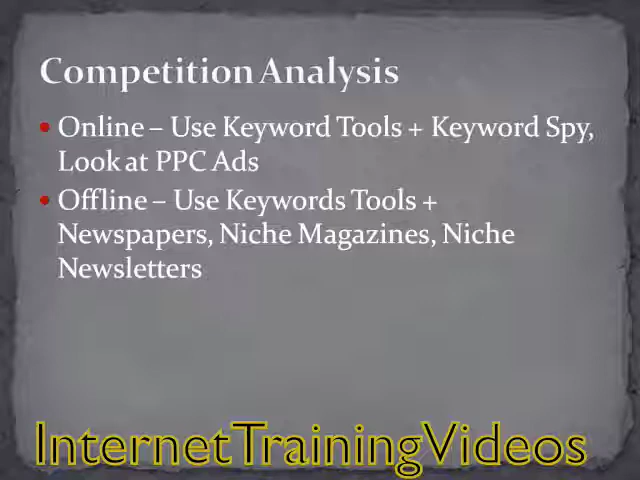 Competition Analysis
• Online – Use Keyword Tools + Keyword Spy,
Look at PPC Ads
• Offline – Use Keywords Tools +
Newspapers, Niche Magazines, Niche
Newsletters
InternetTrainingVideos